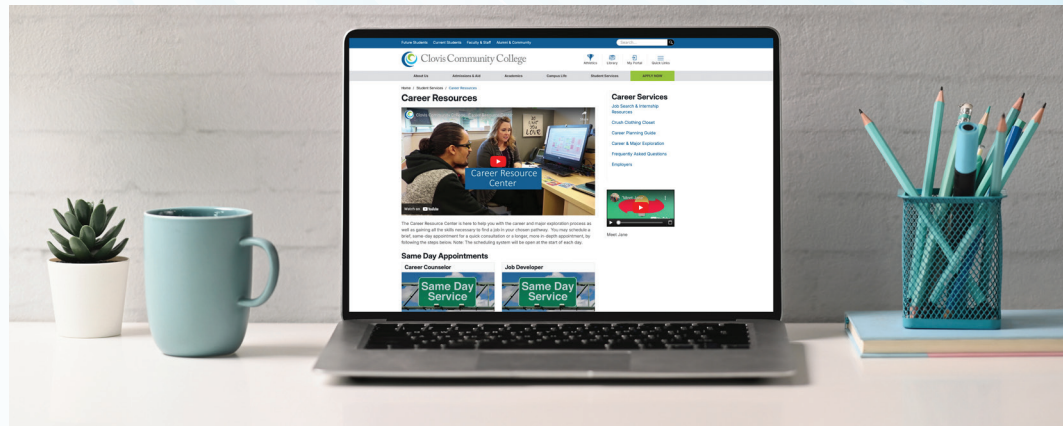 Future Students Current Students Faculty & Staff Alumni & Community
Search...
Clovis Community College
Athletics Library My Portal Quick Links
About Us Admissions & Aid Academics Campus Life Student Services APPLY NOW
Home / Student Services / Career Resources
Career Resources
Clovis
WHAT YOU LOVE
Career Resource
Center
Watch on YouTube
The Career Resource Center is here to help you with the career and major exploration process as
well as gaining all the skills necessary to find a job in your chosen pathway. You may schedule a
brief, same-day appointment for a quick consultation or a longer, more in-depth appointment, by
following the steps below. Note: The scheduling system will be open at the start of each day.
Same Day Appointments
Career Counselor
Same Day
Service
Job Developer
Same Day
Service
Career Services
Job Search & Internship
Resources
Crush Clothing Closet
Career Planning Guide
Career & Major Exploration
Frequently Asked Questions
Employers
Meet Jane